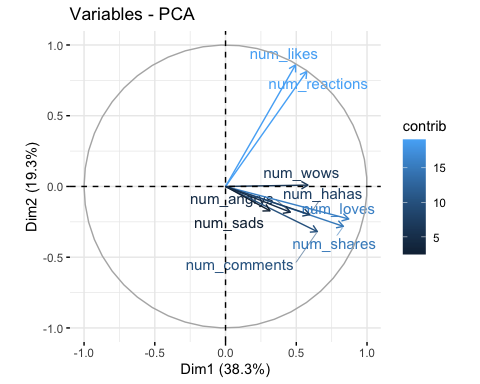 Variables - PCA
1.0
0.5
0.0
-0.5
-1.0
Dim2 (19.3%)
num_likes
num_reactions
num_wows
num_hahas
num_angrys
num_loves
num_sads
num_shares
num_comments
-1.0 -0.5 0.0 0.5 1.0
Dim1 (38.3%)
contrib
15
10
5